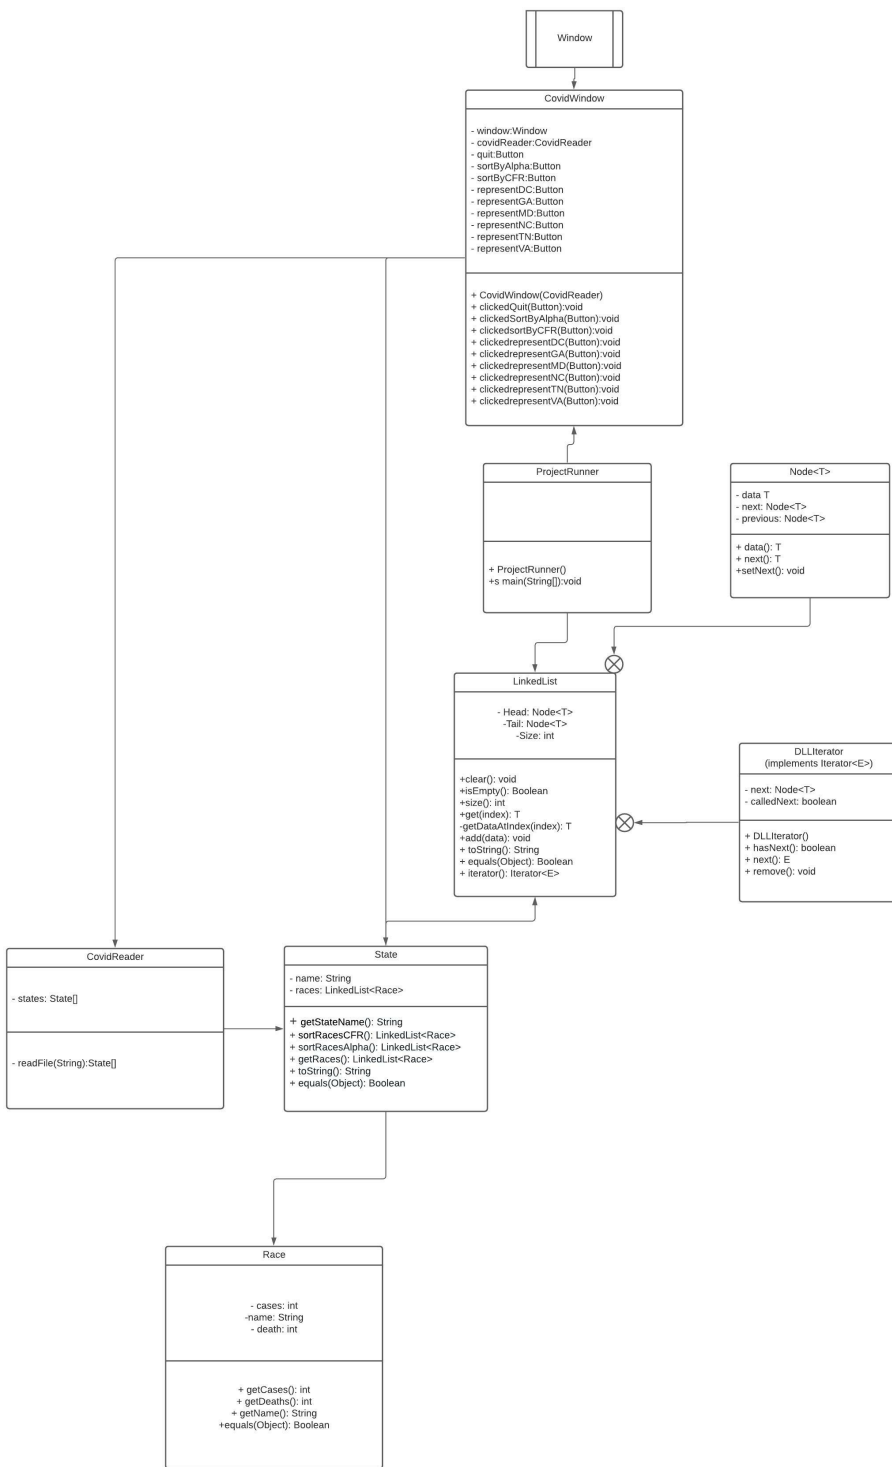 Window
CovidWindow
- window:Window
- covidReader:CovidReader
- quit:Button
- sortByAlpha:Button
- sortByCFR:Button
- representDC:Button
- representGA:Button
- representMD:Button
- representNC:Button
- representTN:Button
- representVA:Button
+ CovidWindow(CovidReader)
+ clickedQuit(Button):void
+ clickedSortByAlpha(Button):void
+ clickedsortByCFR(Button):void
+ clickedrepresentDC(Button):void
+ clickedrepresentGA(Button):void
+ clickedrepresentMD(Button):void
+ clickedrepresentNC(Button):void
+ clickedrepresentTN(Button):void
+ clickedrepresentVA(Button):void
ProjectRunner
+ ProjectRunner()
+s main(String[]):void
Node<T>
- data T
- next: Node<T>
- previous: Node<T>
+ data(): T
+ next(): T
+setNext(): void
LinkedList
- Head: Node<T>
-Tail: Node<T>
-Size: int
+clear(): void
+isEmpty(): Boolean
+size(): int
+get(index): T
-getDataAtIndex(index): T
+add(data): void
+ toString(): String
+ equals(Object): Boolean
+ iterator(): Iterator<E>
DLLIterator
(implements Iterator<E>)
- next: Node<T>
- calledNext: boolean
+ DLLIterator()
+ hasNext(): boolean
+ next(): E
+ remove(): void
CovidReader
- states: State[]
- readFile(String):State[]
State
- name: String
- races: LinkedList<Race>
+ getStateName(): String
+ sortRacesCFR(): LinkedList<Race>
+ sortRacesAlpha(): LinkedList<Race>
+ getRaces(): LinkedList<Race>
+ toString(): String
+ equals(Object): Boolean
Race
- cases: int
-name: String
- death: int
+ getCases(): int
+ getDeaths(): int
+ getName(): String
+equals(Object): Boolean